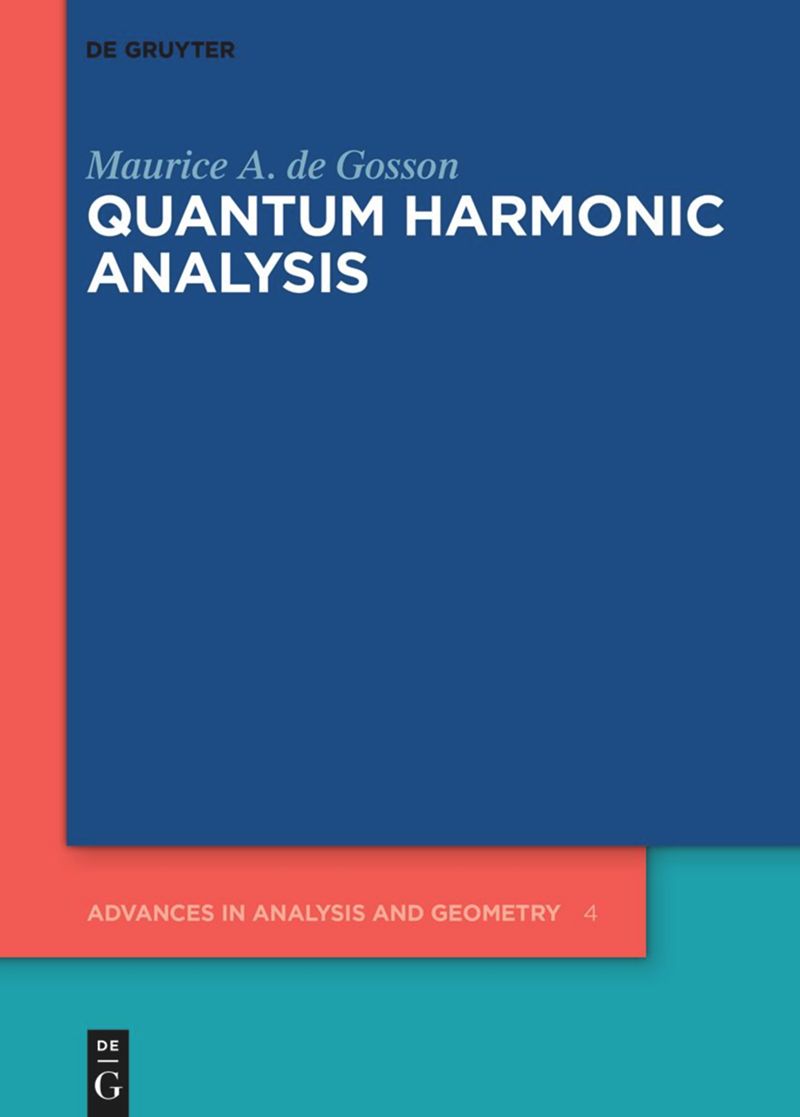 DE GRUYTER
Maurice A. de Gosson
QUANTUM HARMONIC
ANALYSIS
ADVANCES IN ANALYSIS AND GEOMETRY 4
DE
G